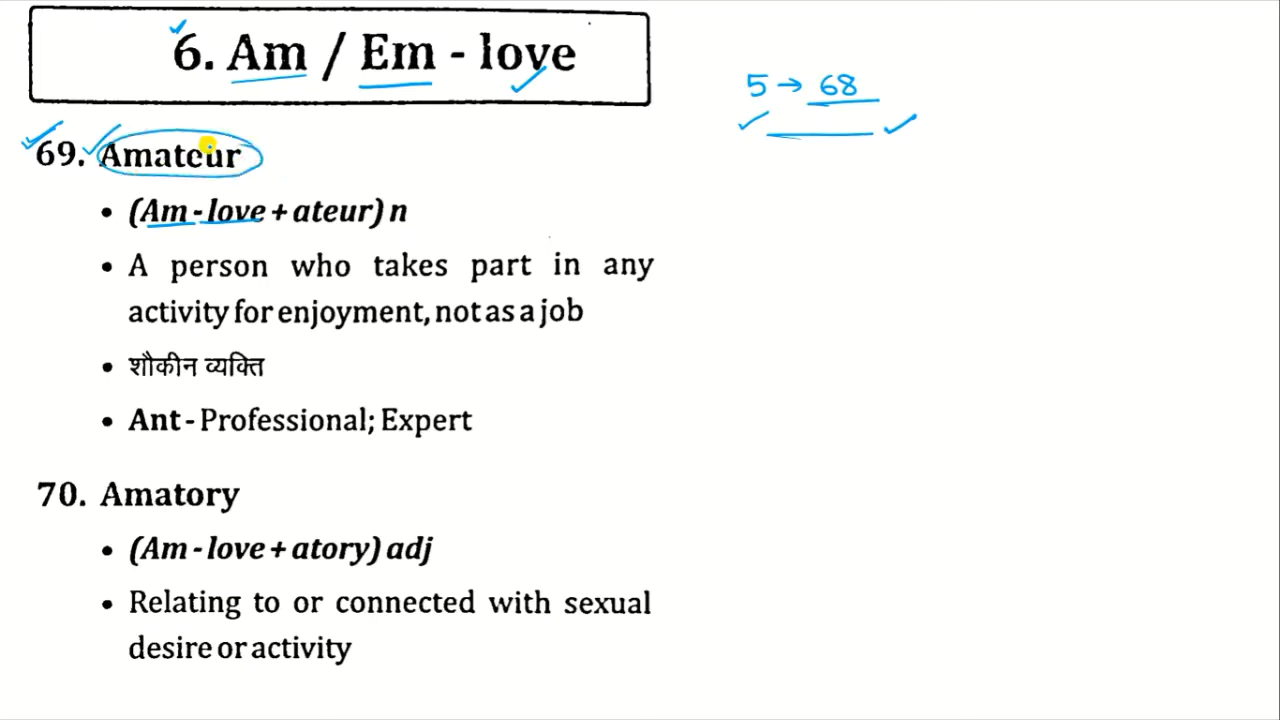 6. Am / Em - love
5 → 68
69. Amateur
• (Am - love + ateur) n
• A person who takes part in any
activity for enjoyment, not as a job
• शौकीन व्यक्ति
• Ant - Professional; Expert
70. Amatory
• (Am - love + atory) adj
• Relating to or connected with sexual
desire or activity